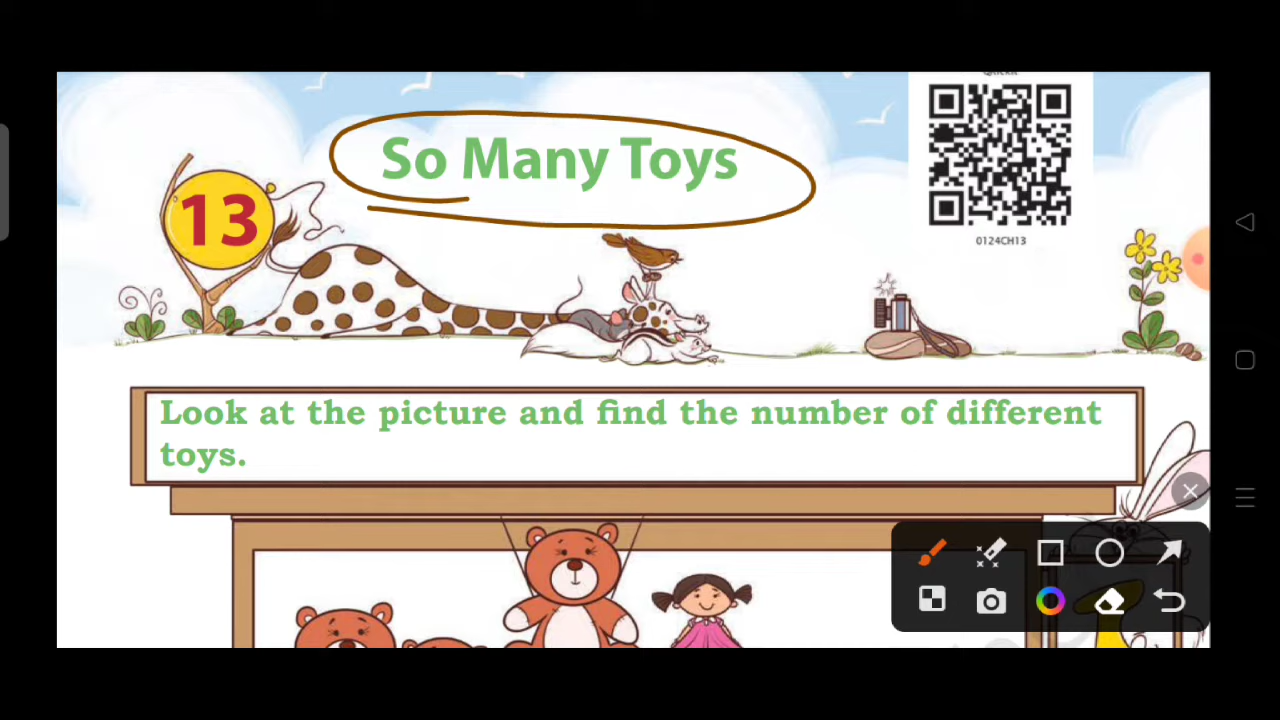 So Many Toys
13
0124CH13
Look at the picture and find the number of different
toys.